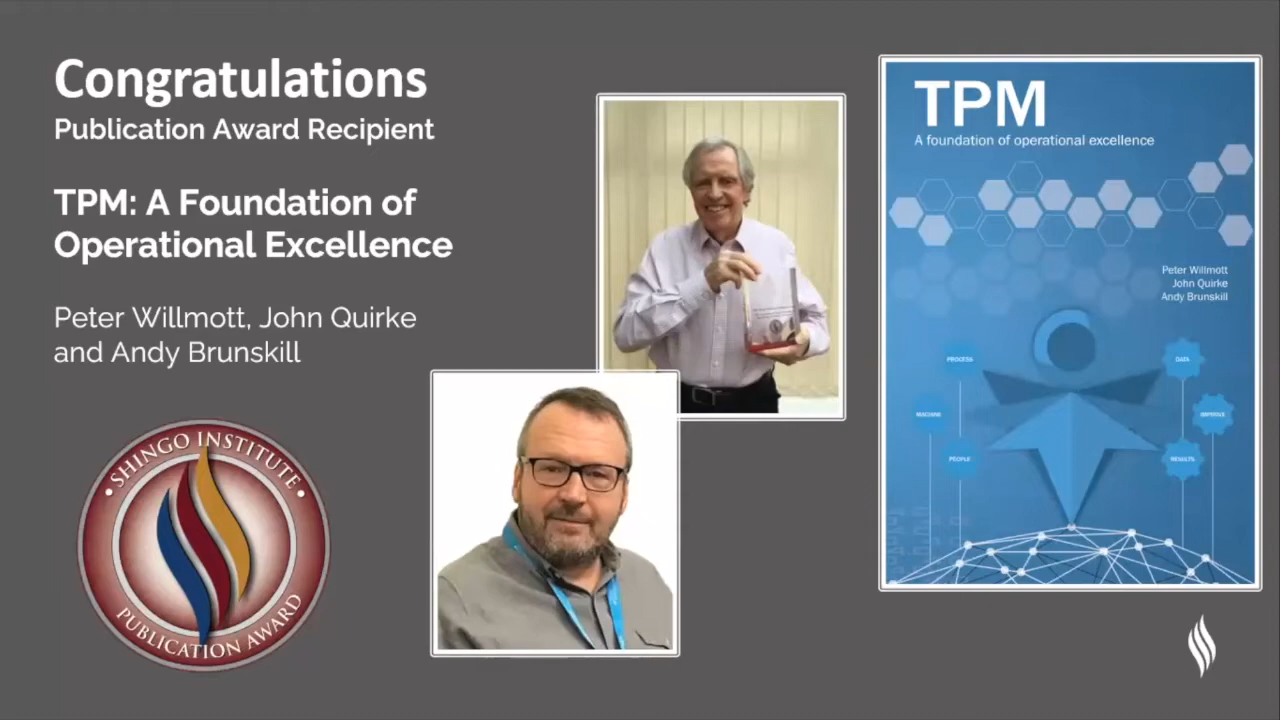 Congratulations
Publication Award Recipient
TPM: A Foundation of
Operational Excellence
Peter Willmott, John Quirke
and Andy Brunskill
SHINGO INSTITUTE
PUBLICATION AWARD
TPM
A foundation of operational excellence
Peter Willmott
John Quirke
Andy Brunskill
PROCESS
DATA
MACHINE
IMPROVE
PEOPLE
RESULTS